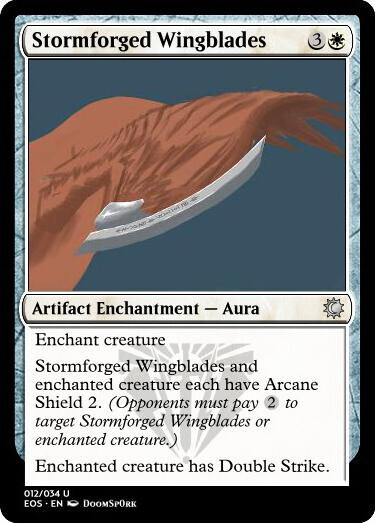 Stormforged Wingblades 3
Artifact Enchantment — Aura
Enchant creature
Stormforged Wingblades and
enchanted creature each have Arcane
Shield 2. (Opponents must pay 2 to
target Stormforged Wingblades or
enchanted creature.)
Enchanted creature has Double Strike.
012/034 U
EOS • EN DoomSp0rk